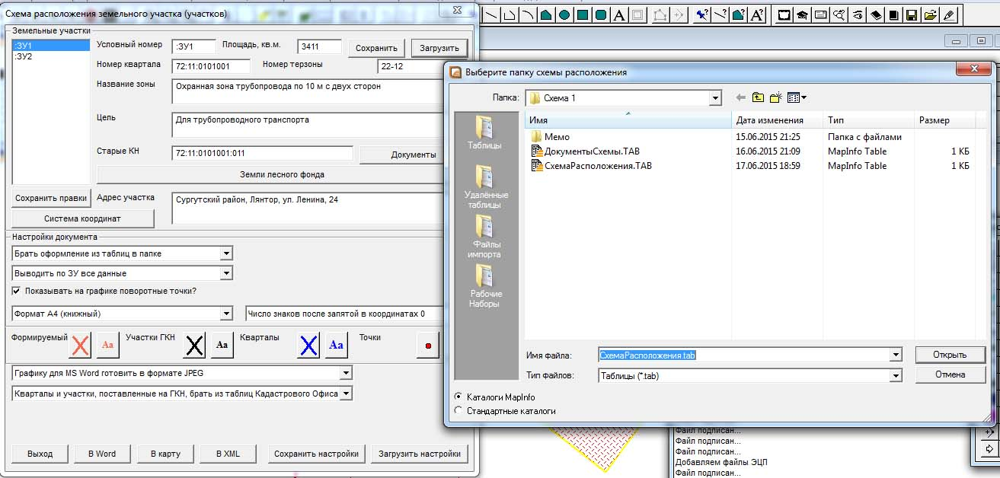 Схема расположения земельного участка (участков)
Земельные участки
:ЗУ1
:ЗУ2
Условный номер
:ЗУ1
Площадь, кв.м.
3411
Сохранить
Загрузить
Номер квартала
72:11:0101001
Номер терзоны
22-12
Название зоны
Охранная зона трубопровода по 10 м с двух сторон
Цель
Для трубопроводного транспорта
Старые КН
72:11:0101001:011
Документы
Земли лесного фонда
Сохранить правки
Адрес участка
Сургутский район, Лянтор, ул. Ленина, 24
Система координат
Настройки документа
Брать оформление из таблиц в папке
Выводить по ЗУ все данные
Показывать на графике поворотные точки?
Формат А4 (книжный)
Число знаков после запятой в координатах 0
Формируемый
Aa
Участки ГКН
Aa
Кварталы
Aa
Точки
Графику для MS Word готовить в формате JPEG
Кварталы и участки, поставленные на ГКН, брать из таблиц Кадастрового Офиса
Выход
В Word
В карту
В XML
Сохранить настройки
Загрузить настройки
Выберите папку схемы расположения
Папка:
Схема 1
Таблицы
Удалённые
таблицы
Файлы
импорта
Рабочие
Наборы
Имя
Дата изменения
Тип
Размер
Мемо
15.06.2015 21:25
Папка с файлами
ДокументыСхемы.TAB
16.06.2015 21:09
MapInfo Table
1 КБ
СхемаРасположения.TAB
17.06.2015 18:59
MapInfo Table
1 КБ
Имя файла:
СхемаРасположения.tab
Открыть
Тип файлов:
Таблицы (*.tab)
Отмена
Каталоги MapInfo
Стандартные каталоги
Файл подписан...
Файл подписан...
Файл подписан...
Добавляем файлы ЭЦП
Файл подписан...